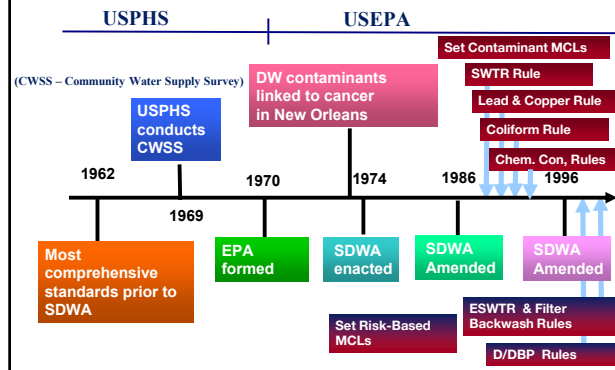 USPHS
USEPA
Set Contaminant MCLs
SWTR Rule
Lead & Copper Rule
Coliform Rule
Chem. Con, Rules
(CWSS – Community Water Supply Survey)
USPHS
conducts
CWSS
DW contaminants
linked to cancer
in New Orleans
1962
1969
1970
1974
1986
1996
Most
comprehensive
standards prior to
SDWA
EPA
formed
SDWA
enacted
SDWA
Amended
SDWA
Amended
Set Risk-Based
MCLs
ESWTR & Filter
Backwash Rules
D/DBP Rules